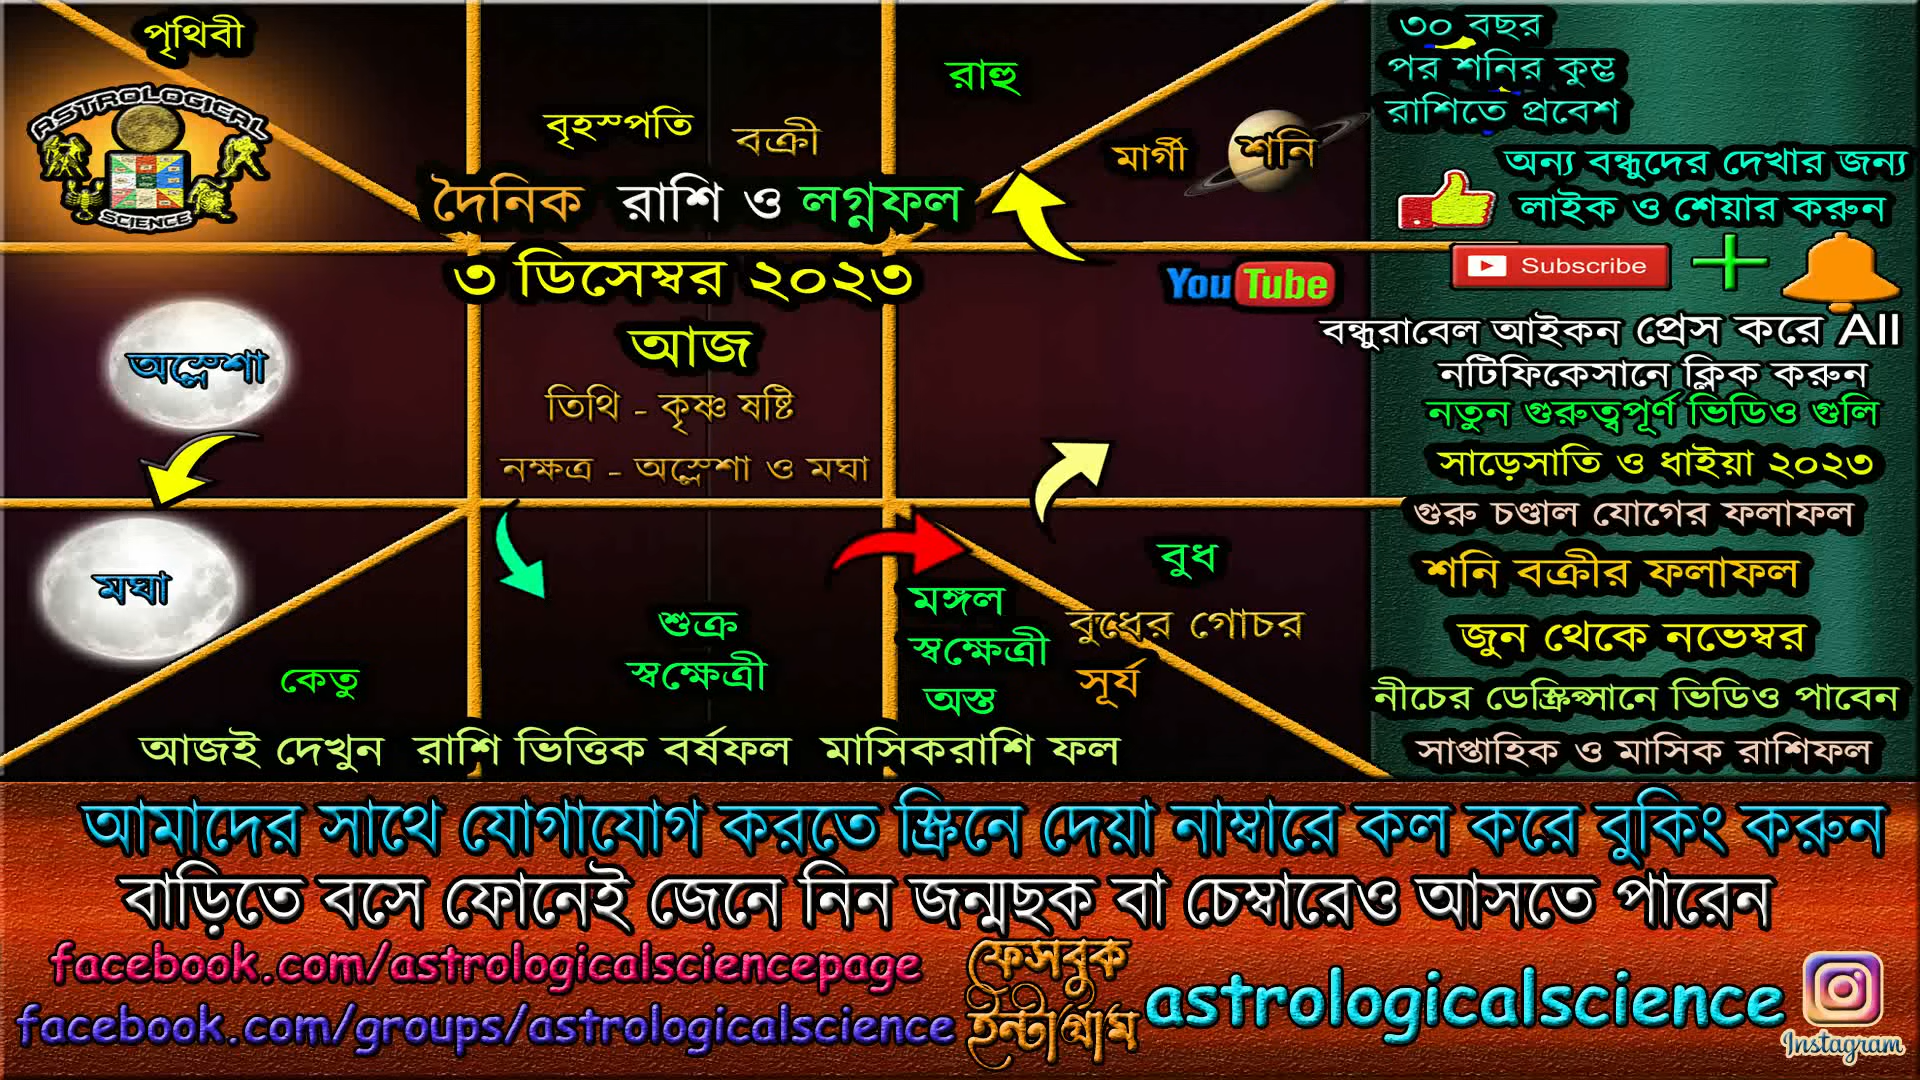 পৃথিবী
ASTROLOGICAL
SCIENCE
রাহু
বৃহস্পতি বক্রী
মার্গী শনি
দৈনিক রাশি ও লগ্নফল
৩ ডিসেম্বর ২০২৩
আজ
তিথি - কৃষ্ণ ষষ্টি
নক্ষত্র - অশ্লেশা ও মঘা
অশ্লেশা
মঘা
কেতু
শুক্র
স্বক্ষেত্রী
মঙ্গল
স্বক্ষেত্রী
অস্ত
বুধ
বুধের গোচর
সূর্য
YouTube
আজই দেখুন রাশি ভিত্তিক বর্ষফল মাসিকরাশি ফল
৩০ বছর
পর শনির কুম্ভ
রাশিতে প্রবেশ
অন্য বন্ধুদের দেখার জন্য
লাইক ও শেয়ার করুন
Subscribe +
বন্ধুরাবেল আইকন প্রেস করে All
নটিফিকেসানে ক্লিক করুন
নতুন গুরুত্বপূর্ণ ভিডিও গুলি
সাড়েসাতি ও ধাইয়া ২০২৩
গুরু চণ্ডাল যোগের ফলাফল
শনি বক্রীর ফলাফল
জুন থেকে নভেম্বর
নীচের ডেস্ক্রিপ্সানে ভিডিও পাবেন
সাপ্তাহিক ও মাসিক রাশিফল
আমাদের সাথে যোগাযোগ করতে স্ক্রিনে দেয়া নাম্বারে কল করে বুকিং করুন
বাড়িতে বসে ফোনেই জেনে নিন জন্মছক বা চেম্বারেও আসতে পারেন
facebook.com/astrologicalsciencepage
facebook.com/groups/astrologicalscience
ফেসবুক
ইন্টাগ্রাম
astrologicalscience
Instagram